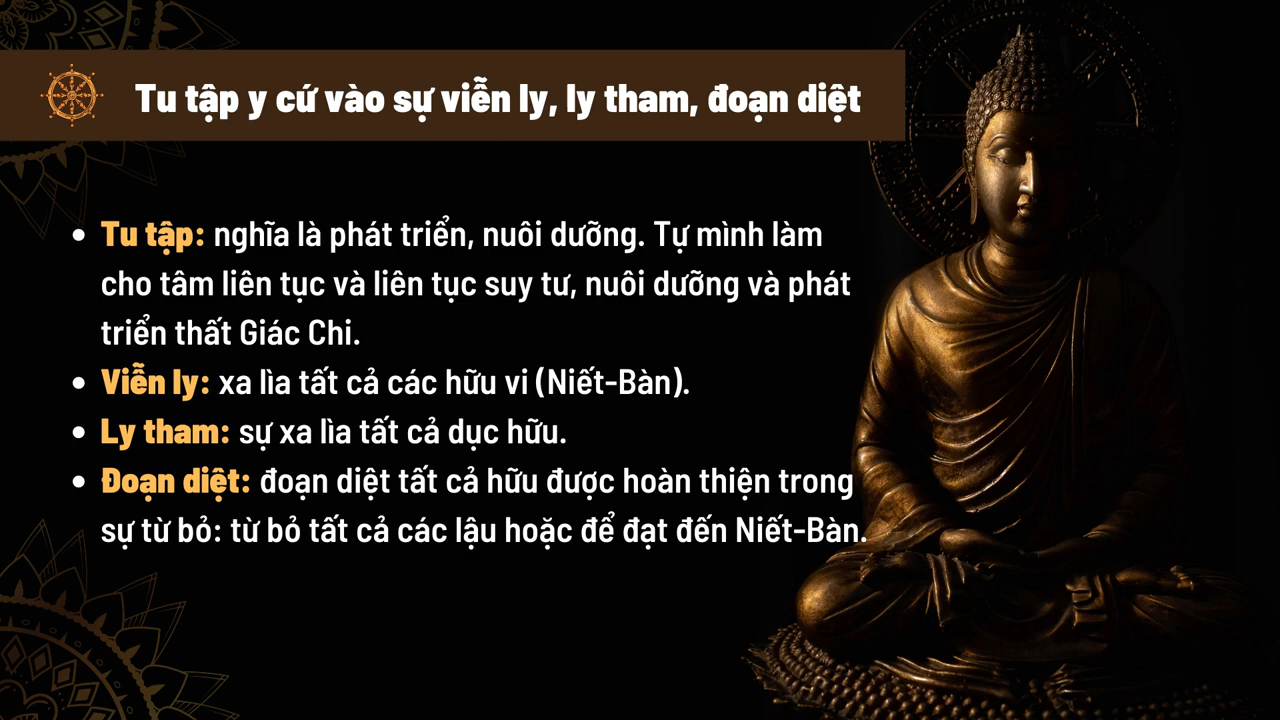 Tu tập y cứ vào sự viễn ly, ly tham, đoạn diệt
• Tu tập: nghĩa là phát triển, nuôi dưỡng. Tự mình làm
cho tâm liên tục và liên tục suy tư, nuôi dưỡng và phát
triển thất Giác Chi.
• Viễn ly: xa lìa tất cả các hữu vi (Niết-Bàn).
• Ly tham: sự xa lìa tất cả dục hữu.
• Đoạn diệt: đoạn diệt tất cả hữu được hoàn thiện trong
sự từ bỏ: từ bỏ tất cả các lậu hoặc để đạt đến Niết-Bàn.